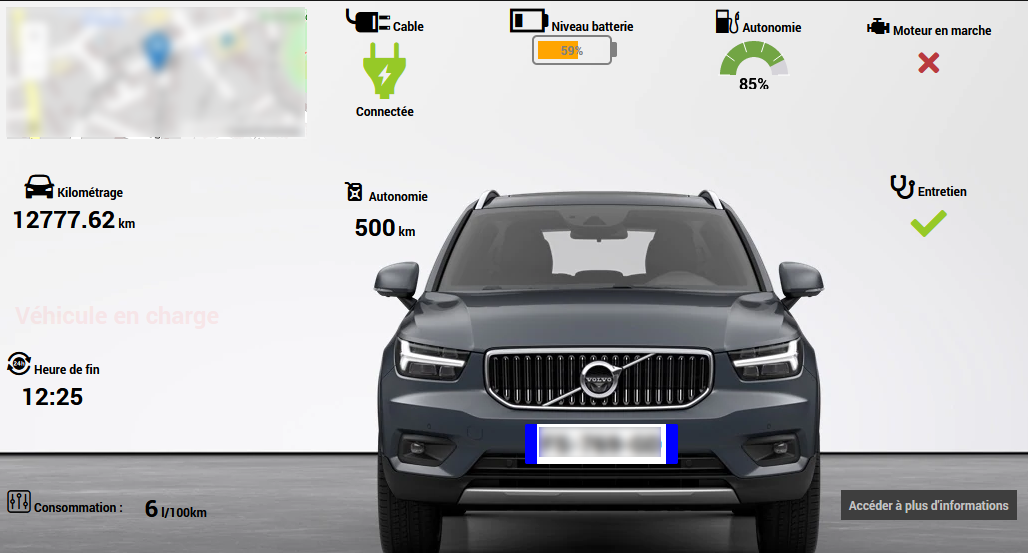 Cable
Niveau batterie
Autonomie
Moteur en marche
59%
85%
Connectée
Kilométrage
Autonomie
Entretien
12777.62 km
500 km
Véhicule en charge
24h
Heure de fin
12:25
VOLVO
Consommation :
6 l/100km
Accéder à plus d'informations